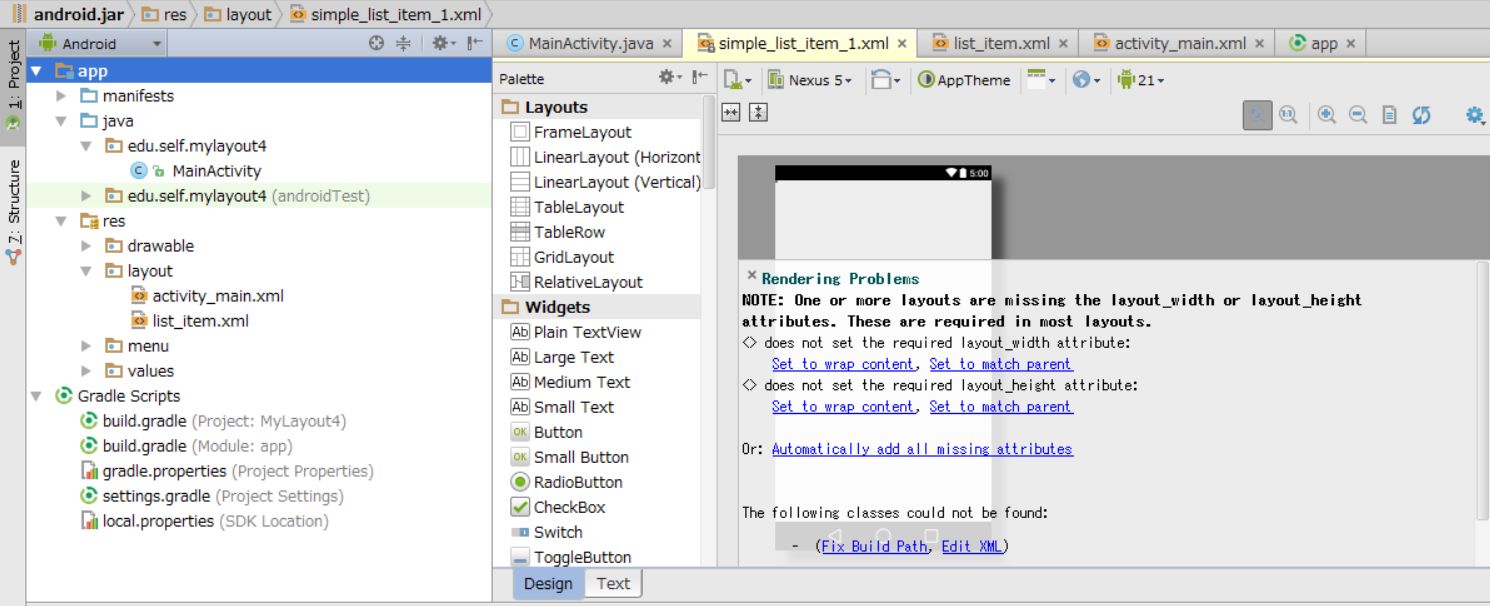 android.jar res layout simple_list_item_1.xml
1: Project
7: Structure
Android
app
manifests
java
edu.self.mylayout4
MainActivity
edu.self.mylayout4 (androidTest)
res
drawable
layout
activity_main.xml
list_item.xml
menu
values
Gradle Scripts
build.gradle (Project: MyLayout4)
build.gradle (Module: app)
gradle.properties (Project Properties)
settings.gradle (Project Settings)
local.properties (SDK Location)
MainActivity.java simple_list_item_1.xml list_item.xml activity_main.xml app
Palette
Layouts
FrameLayout
LinearLayout (Horizont
LinearLayout (Vertical)
TableLayout
TableRow
GridLayout
RelativeLayout
Widgets
Plain TextView
Large Text
Medium Text
Small Text
Button
Small Button
RadioButton
CheckBox
Switch
ToggleButton
Design Text
Nexus 5 AppTheme 21
5:00
Rendering Problems
NOTE: One or more layouts are missing the layout_width or layout_height
attributes. These are required in most layouts.
<> does not set the required layout_width attribute:
Set to wrap content, Set to match parent
<> does not set the required layout_height attribute:
Set to wrap content, Set to match parent
Or: Automatically add all missing attributes
The following classes could not be found:
- (Fix Build Path, Edit XML)